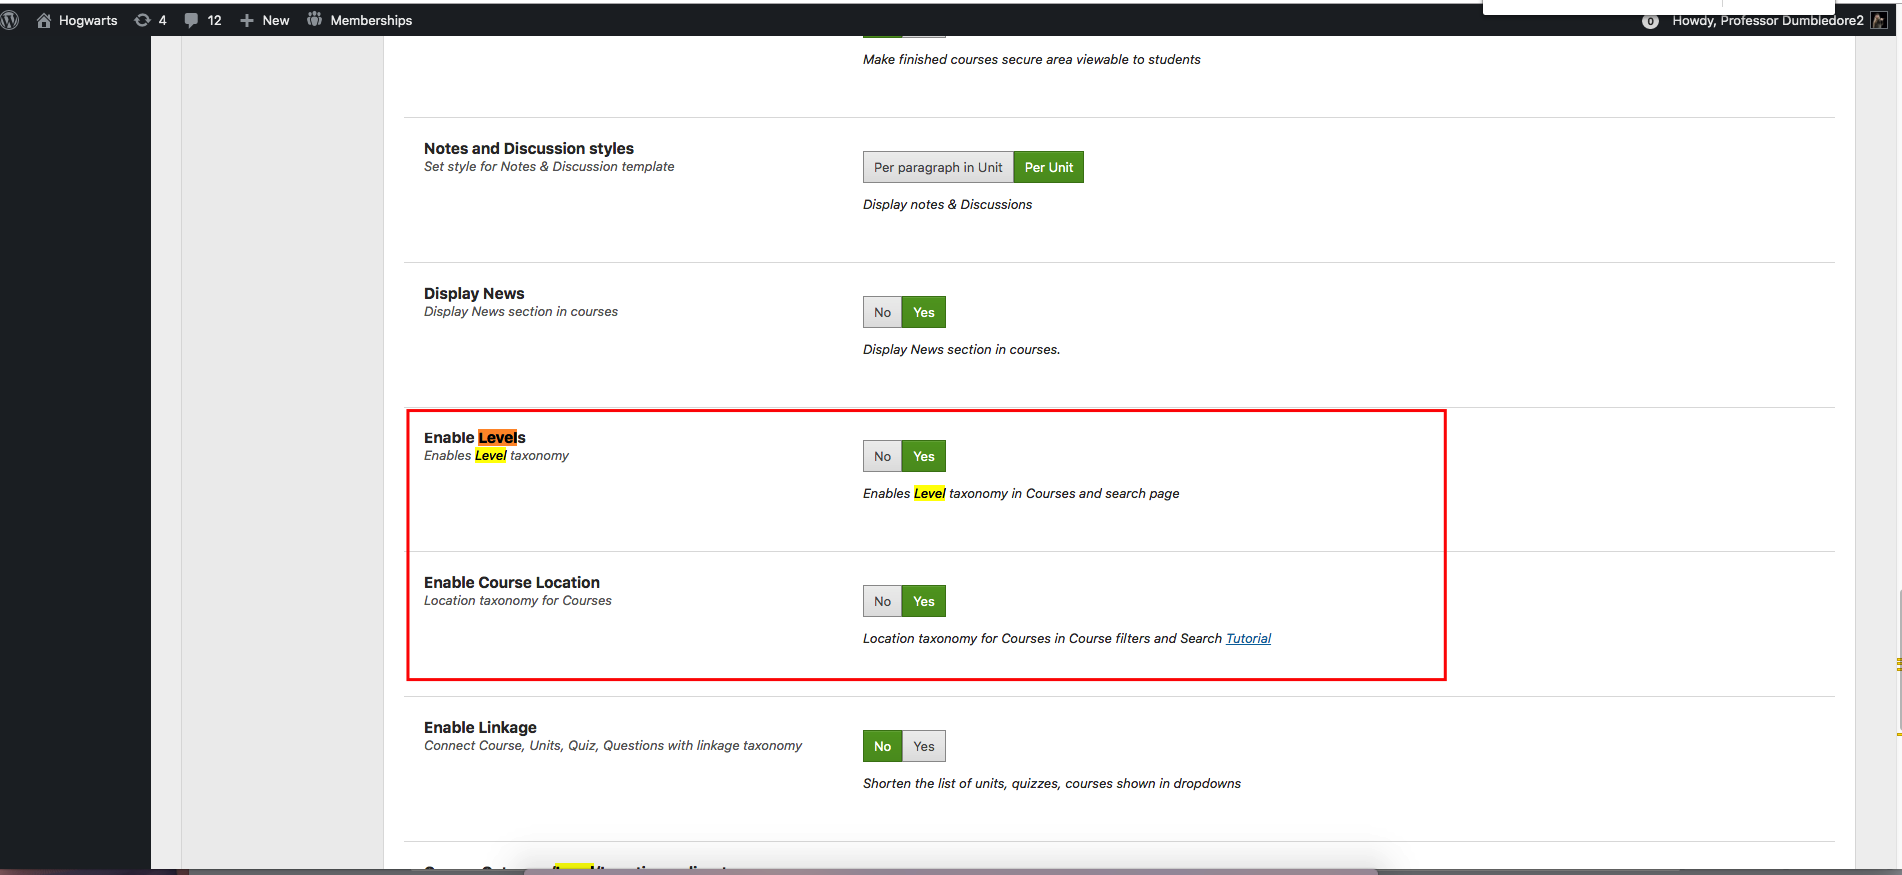 Hogwarts 4 12 New Memberships 0 Howdy, Professor Dumbledore2
Make finished courses secure area viewable to students
Notes and Discussion styles
Set style for Notes & Discussion template
Per paragraph in Unit Per Unit
Display notes & Discussions
Display News
Display News section in courses
No Yes
Display News section in courses.
Enable Levels
Enables Level taxonomy
No Yes
Enables Level taxonomy in Courses and search page
Enable Course Location
Location taxonomy for Courses
No Yes
Location taxonomy for Courses in Course filters and Search Tutorial
Enable Linkage
Connect Course, Units, Quiz, Questions with linkage taxonomy
No Yes
Shorten the list of units, quizzes, courses shown in dropdowns